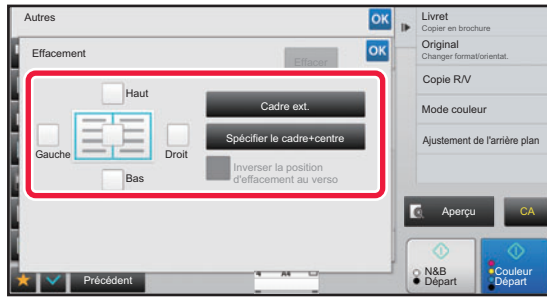 Autres
OK
Effacement
Effacer
OK
Haut
Gauche
Droit
Bas
Cadre ext.
Spécifier le cadre+centre
Inverser la position
d'effacement au verso
Précédent
A4
Livret
Copier en brochure
Original
Changer format/orientat.
Copie R/V
Mode couleur
Ajustement de l'arrière plan
Aperçu
CA
N&B
Départ
Couleur
Départ